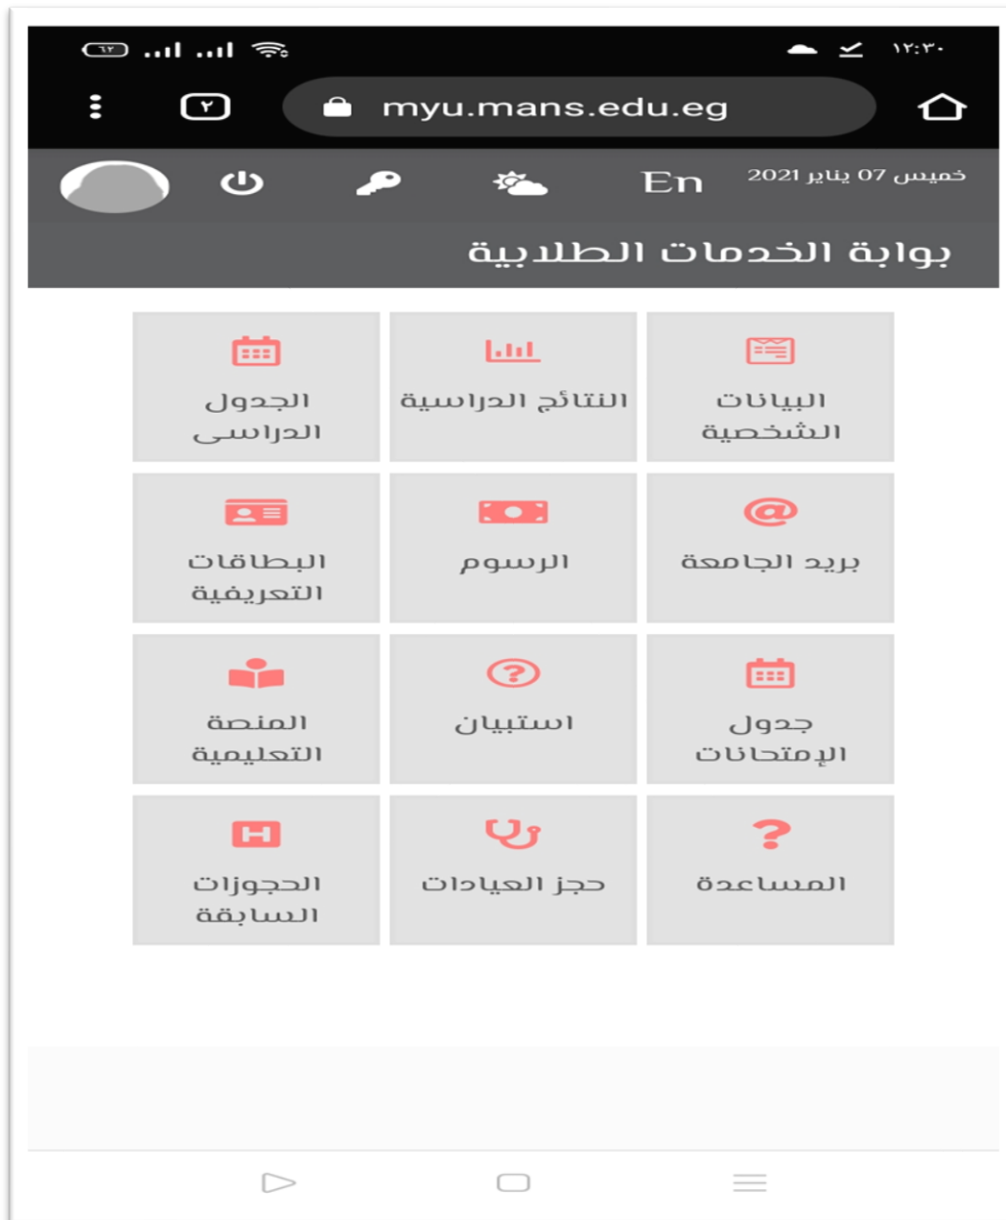 ١٢:٣٠
٦٢
myu.mans.edu.eg
٢
خميس 07 يناير 2021
En
بوابة الخدمات الطلابية
البيانات
الشخصية
النتائج الدراسية
الجدول
الدراسى
بريد الجامعة
الرسوم
البطاقات
التعريفية
جدول
الإمتحانات
استبيان
المنصة
التعليمية
المساعدة
حجز العيادات
الحجوزات
السابقة